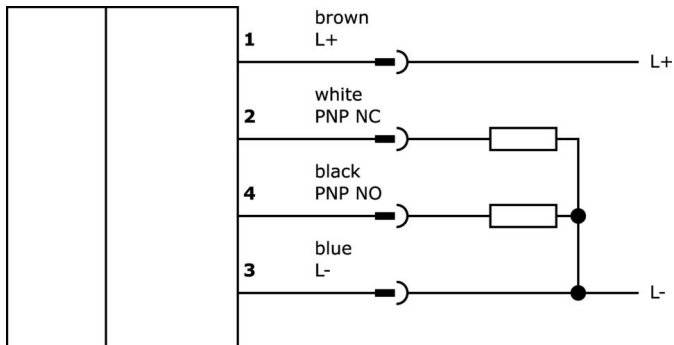 brown
1 L+
L+
white
2 PNP NC
black
4 PNP NO
blue
3 L-
L-